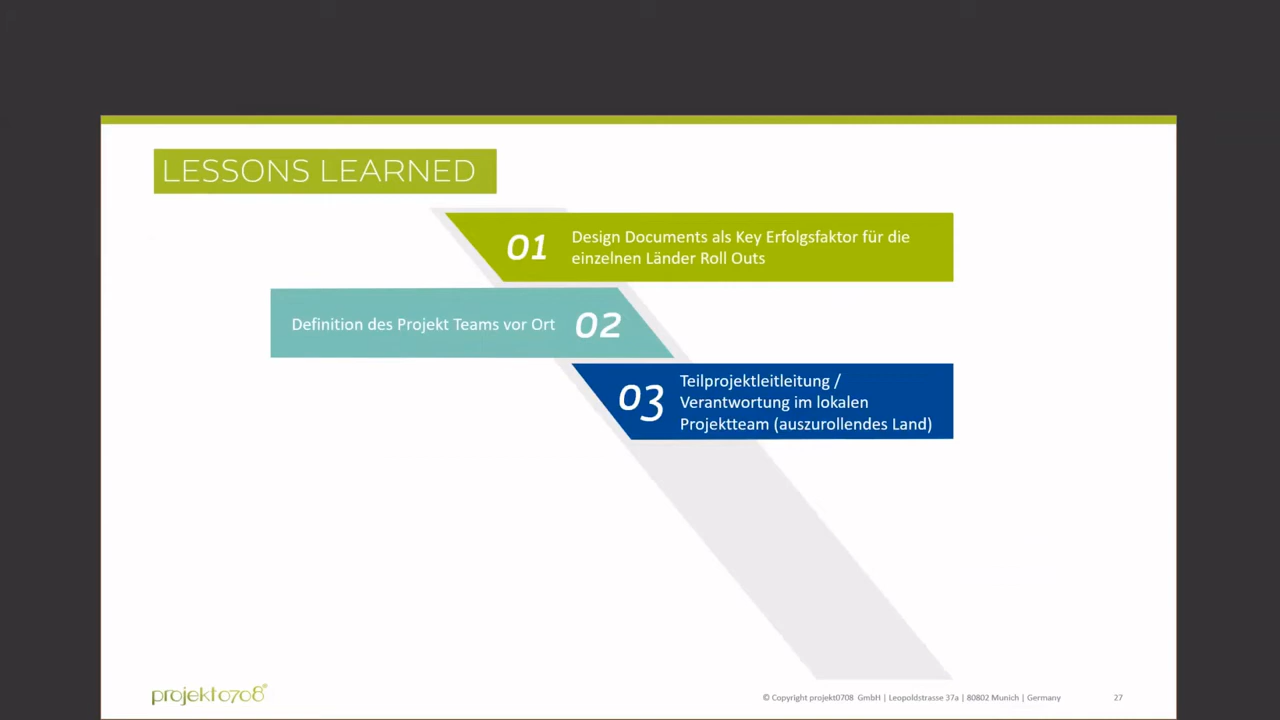 LESSONS LEARNED
01
Design Documents als Key Erfolgsfaktor für die
einzelnen Länder Roll Outs
Definition des Projekt Teams vor Ort
02
03
Teilprojektleitleitung /
Verantwortung im lokalen
Projektteam (auszurollendes Land)
projekt0708®
© Copyright projekt0708 GmbH | Leopoldstrasse 37a | 80802 Munich | Germany
27